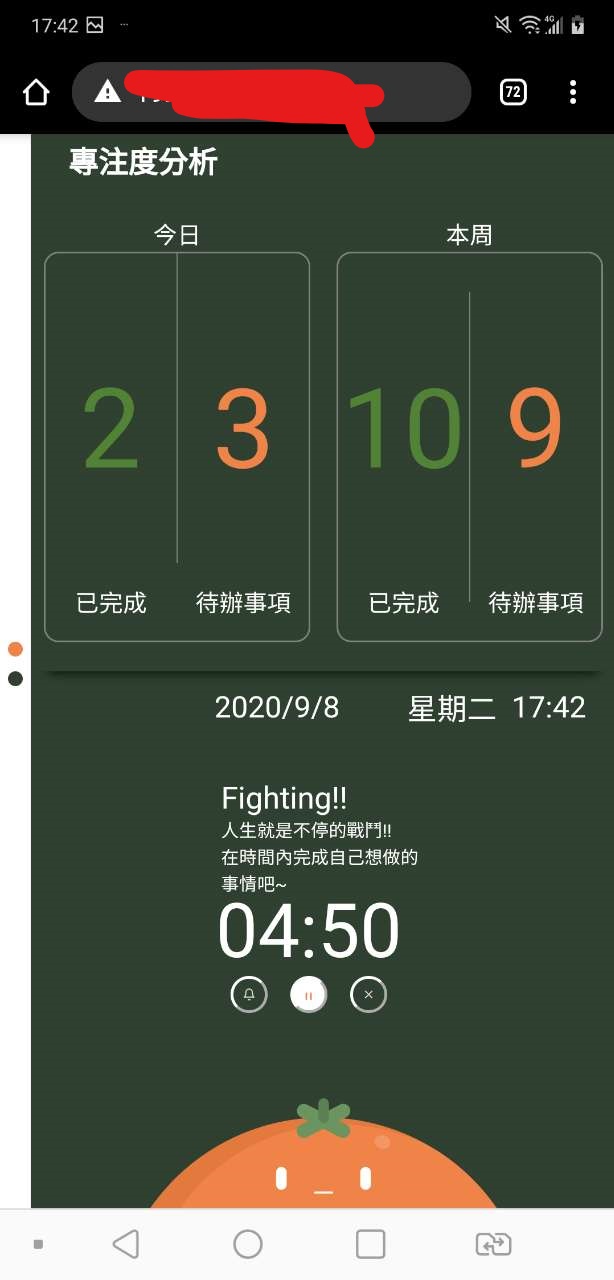 17:42
4G
72
專注度分析
今日
本周
2
3
10
9
已完成
待辦事項
已完成
待辦事項
2020/9/8
星期二 17:42
Fighting!!
人生就是不停的戰鬥!!
在時間內完成自己想做的
事情吧~
04:50